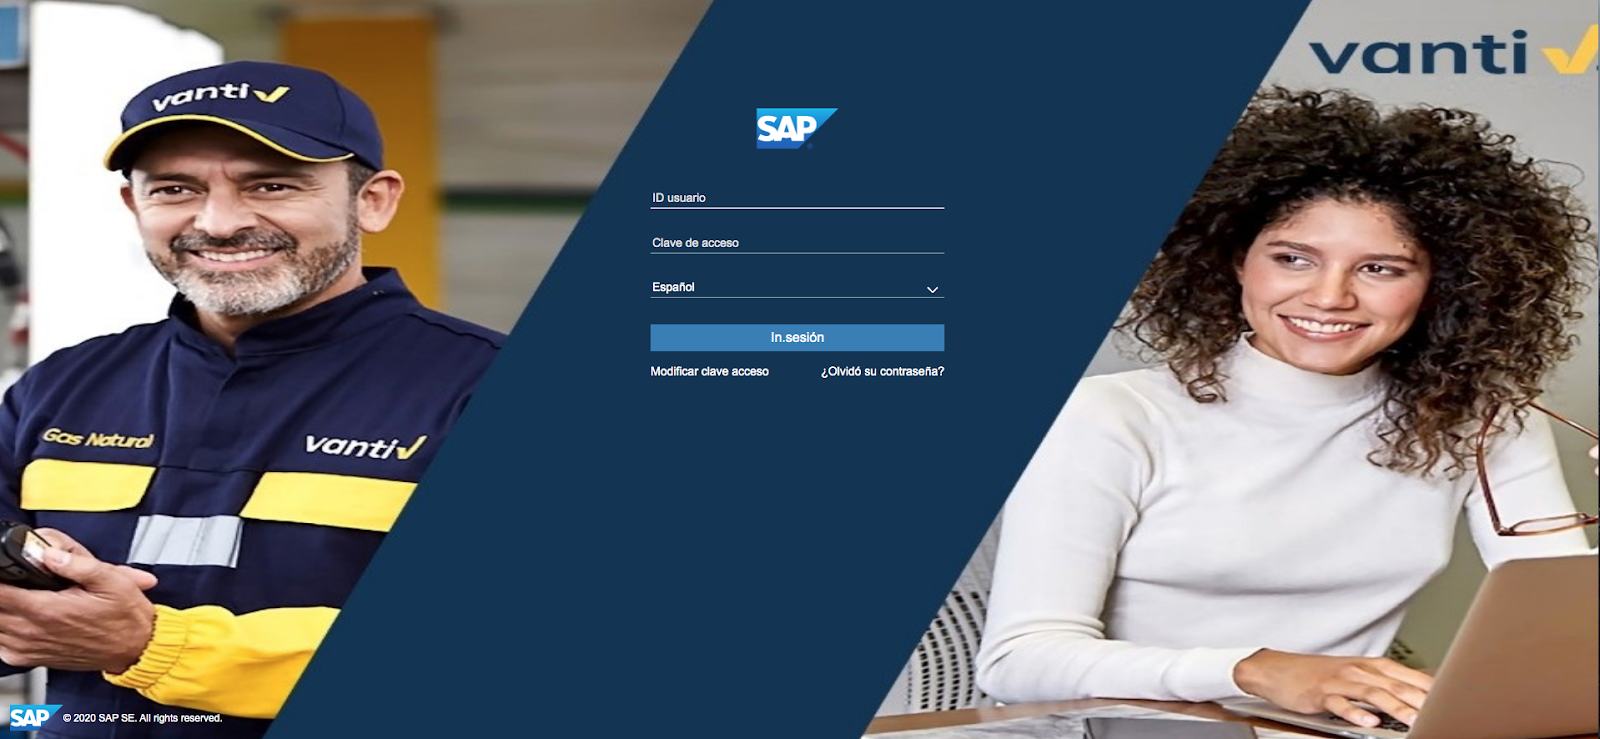 vanti
vanti
SAP
ID usuario
Clave de acceso
Español
In.sesión
Modificar clave acceso
¿Olvidó su contraseña?
Gas Natural
vanti
SAP
© 2020 SAP SE. All rights reserved.